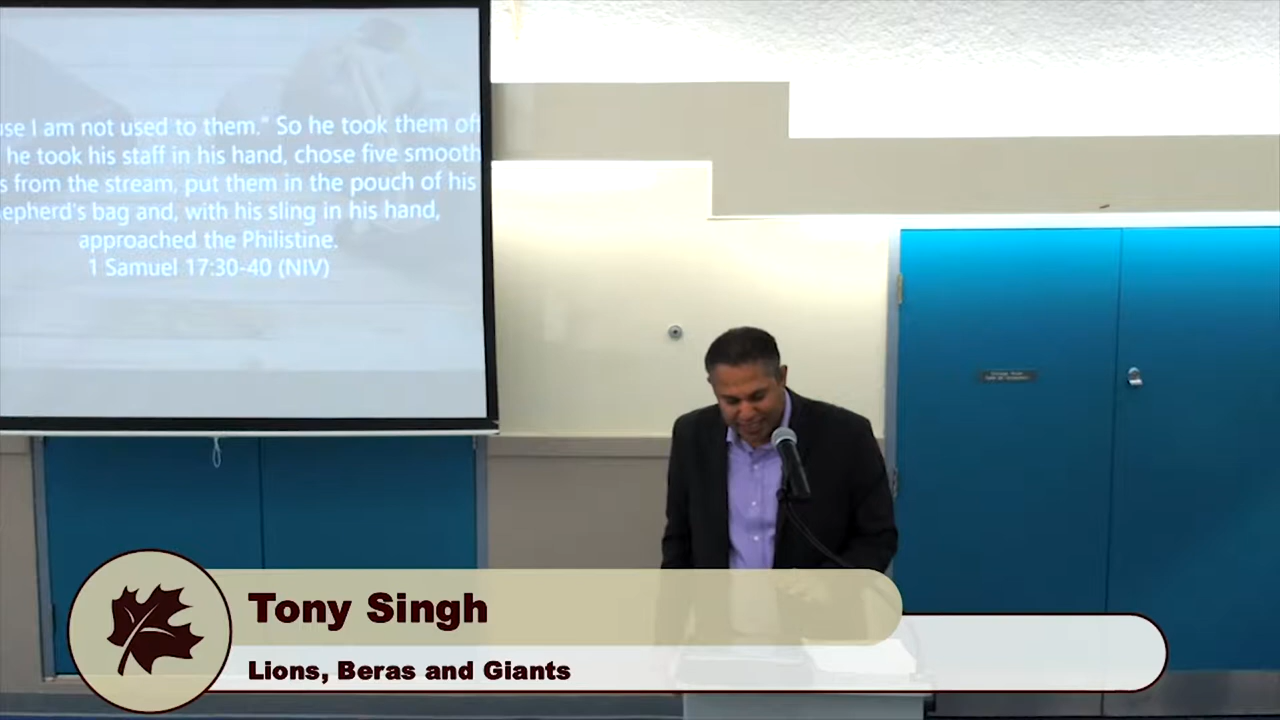 use I am not used to them." So he took them off
he took his staff in his hand, chose five smooth
s from the stream, put them in the pouch of his
epherd's bag and, with his sling in his hand,
approached the Philistine.
1 Samuel 17:30-40 (NIV)
Tony Singh
Lions, Beras and Giants